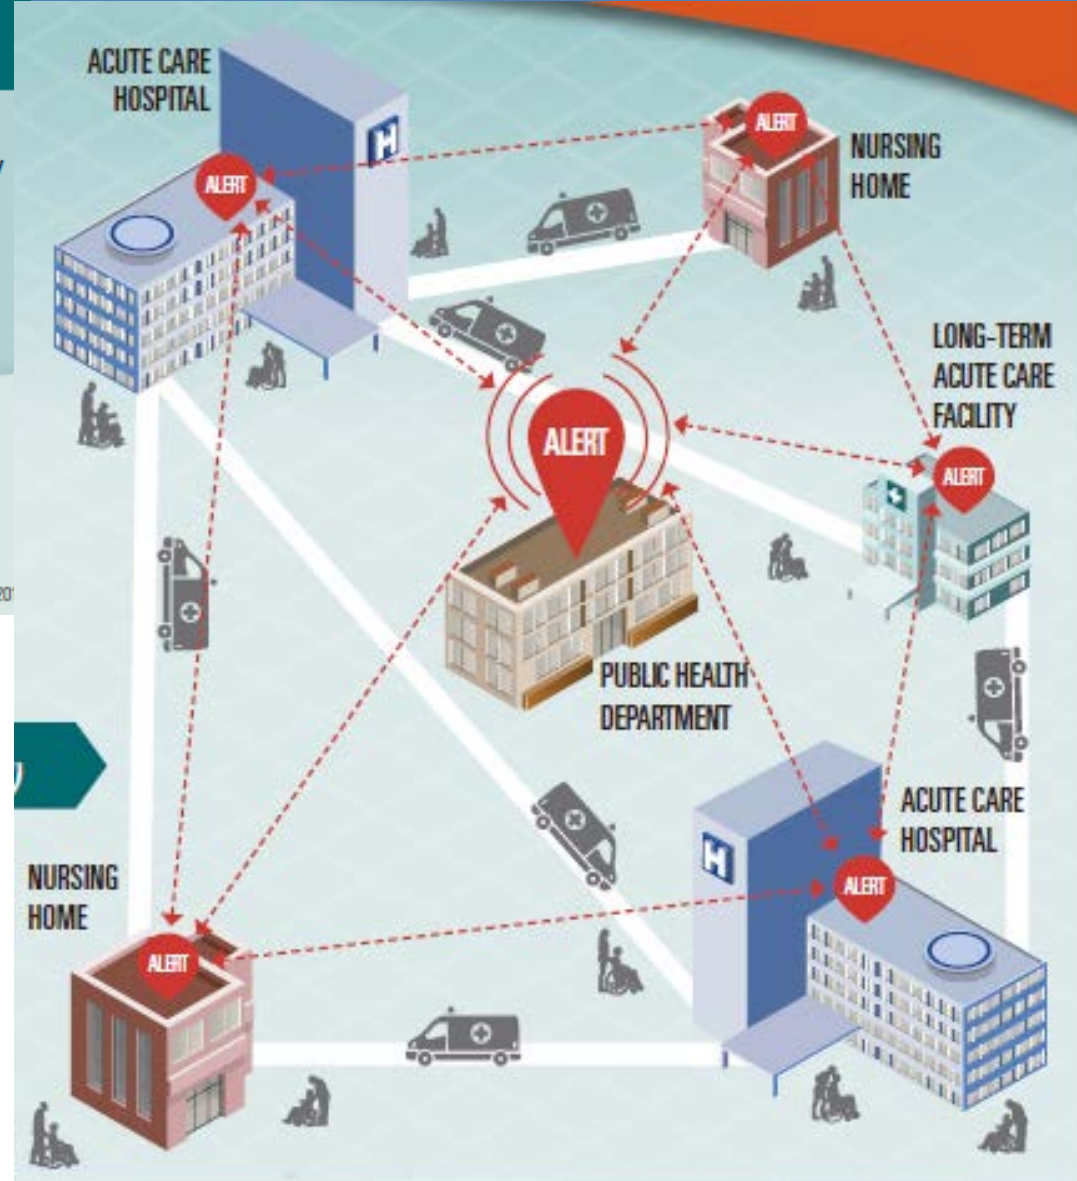 ACUTE CARE
HOSPITAL
H
ALERT
ALERT
NURSING
HOME
LONG-TERM
ACUTE CARE
FACILITY
ALERT
ALERT
PUBLIC HEALTH
DEPARTMENT
ACUTE CARE
HOSPITAL
H
ALERT
NURSING
HOME
ALERT